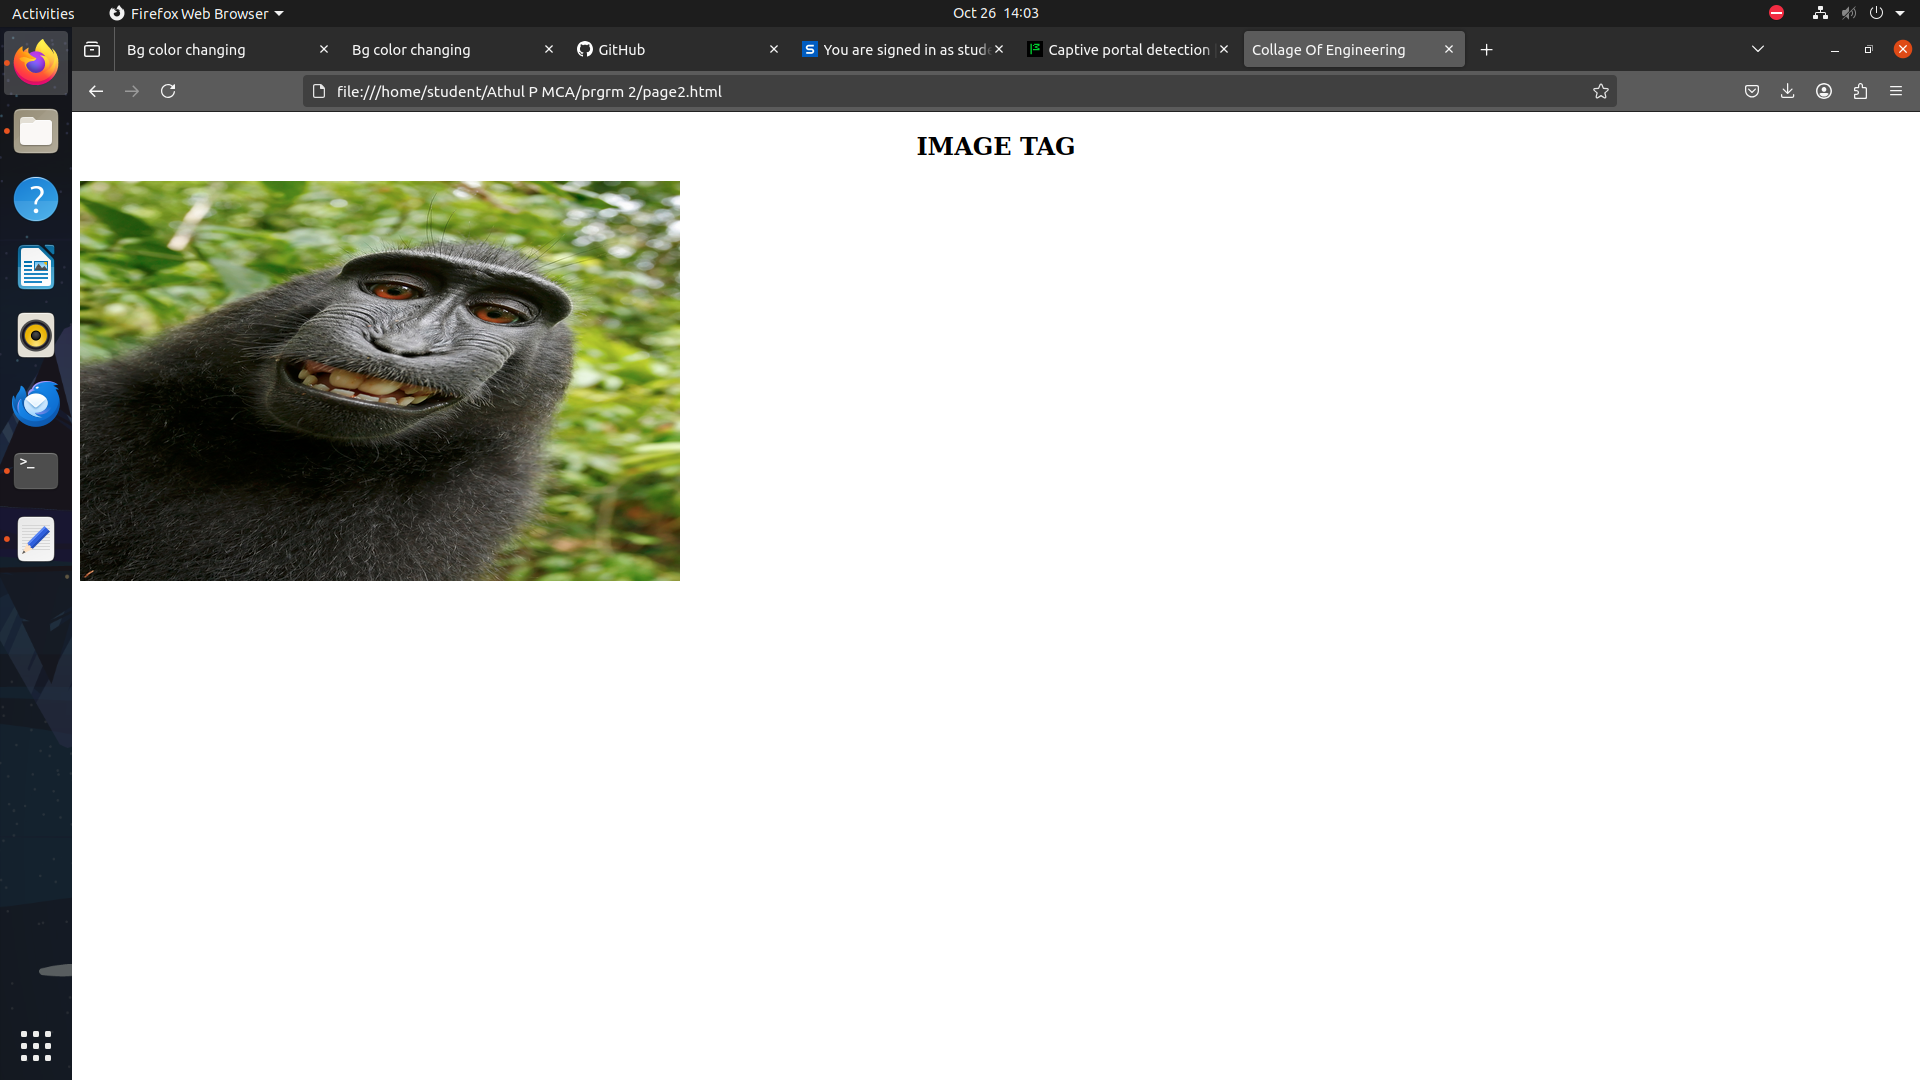 Activities
Firefox Web Browser
Oct 26 14:03
Bg color changing
Bg color changing
GitHub
You are signed in as stud
Captive portal detection
Collage Of Engineering
file:///home/student/Athul P MCA/prgrm 2/page2.html
IMAGE TAG